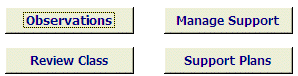 Observations
Manage Support
Review Class
Support Plans